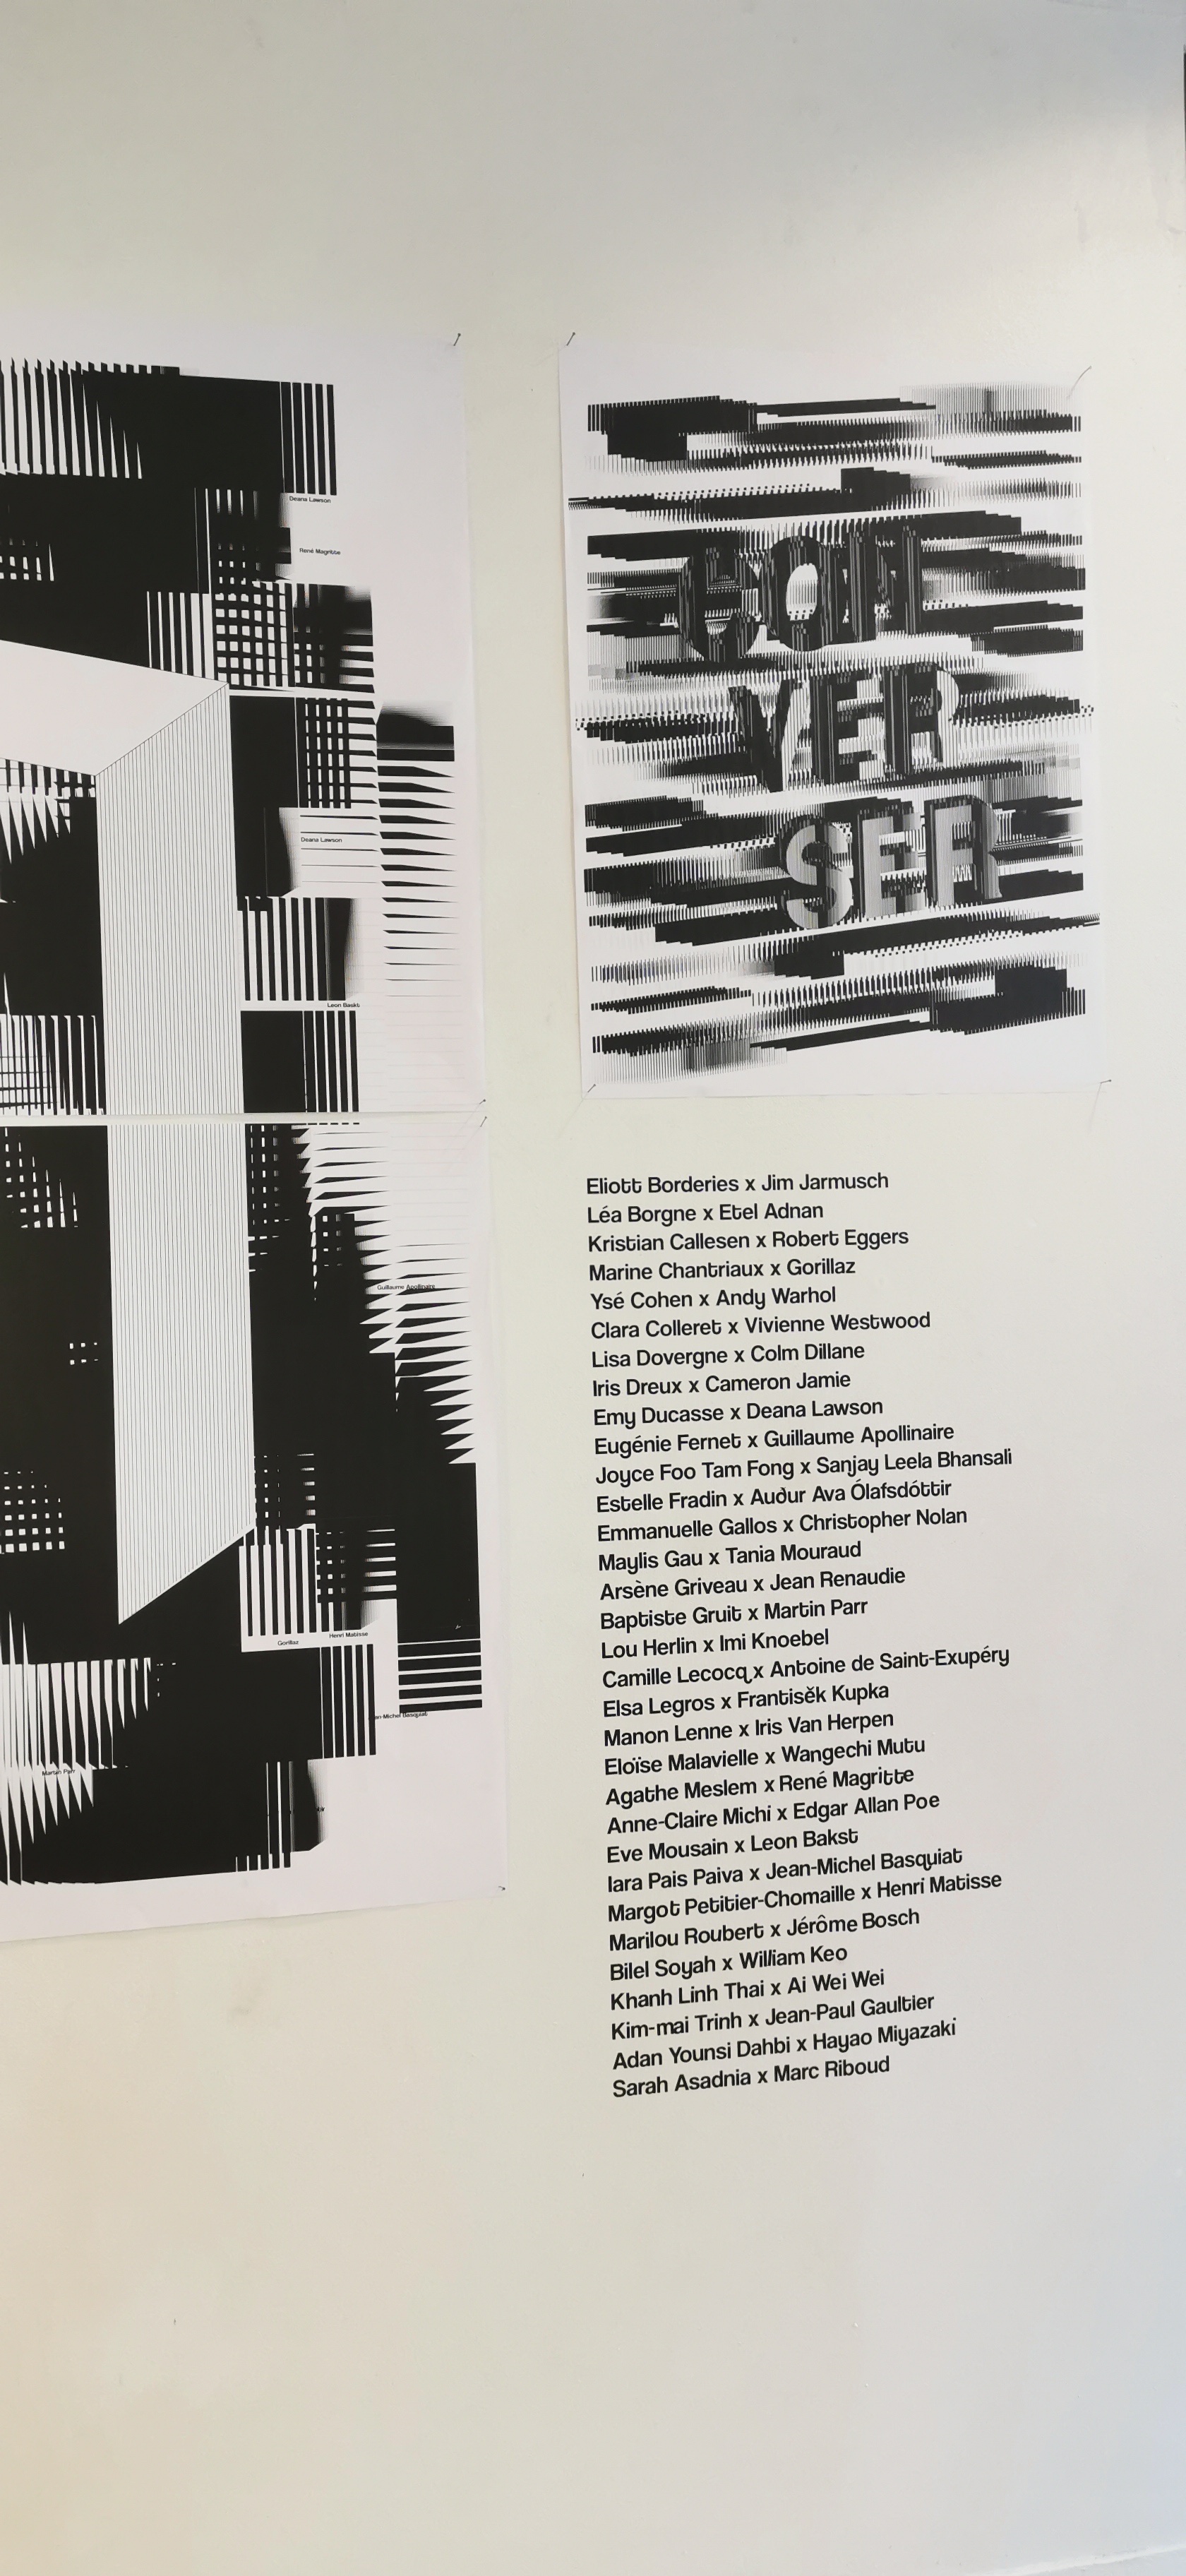 Deana Lawson
René Magritte
Deana Lawson
Leon Bakst
Guillaume Apollinaire
Gorillaz
Henri Matisse
an-Michel Basquiat
Martin Parr
CON
VER
SER
Eliott Borderies x Jim Jarmusch
Léa Borgne x Etel Adnan
Kristian Callesen x Robert Eggers
Marine Chantriaux x Gorillaz
Ysé Cohen x Andy Warhol
Clara Colleret x Vivienne Westwood
Lisa Dovergne x Colm Dillane
Iris Dreux x Cameron Jamie
Emy Ducasse x Deana Lawson
Eugénie Fernet x Guillaume Apollinaire
Joyce Foo Tam Fong x Sanjay Leela Bhansali
Estelle Fradin x Auður Ava Ólafsdóttir
Emmanuelle Gallos x Christopher Nolan
Maylis Gau x Tania Mouraud
Arsène Griveau x Jean Renaudie
Baptiste Gruit x Martin Parr
Lou Herlin x Imi Knoebel
Camille Lecocq x Antoine de Saint-Exupéry
Elsa Legros x Frantisěk Kupka
Manon Lenne x Iris Van Herpen
Eloïse Malavielle x Wangechi Mutu
Agathe Meslem x René Magritte
Anne-Claire Michi x Edgar Allan Poe
Eve Mousain x Leon Bakst
Iara Pais Paiva x Jean-Michel Basquiat
Margot Petitier-Chomaille x Henri Matisse
Marilou Roubert x Jérôme Bosch
Bilel Soyah x William Keo
Khanh Linh Thai x Ai Wei Wei
Kim-mai Trinh x Jean-Paul Gaultier
Adan Younsi Dahbi x Hayao Miyazaki
Sarah Asadnia x Marc Riboud